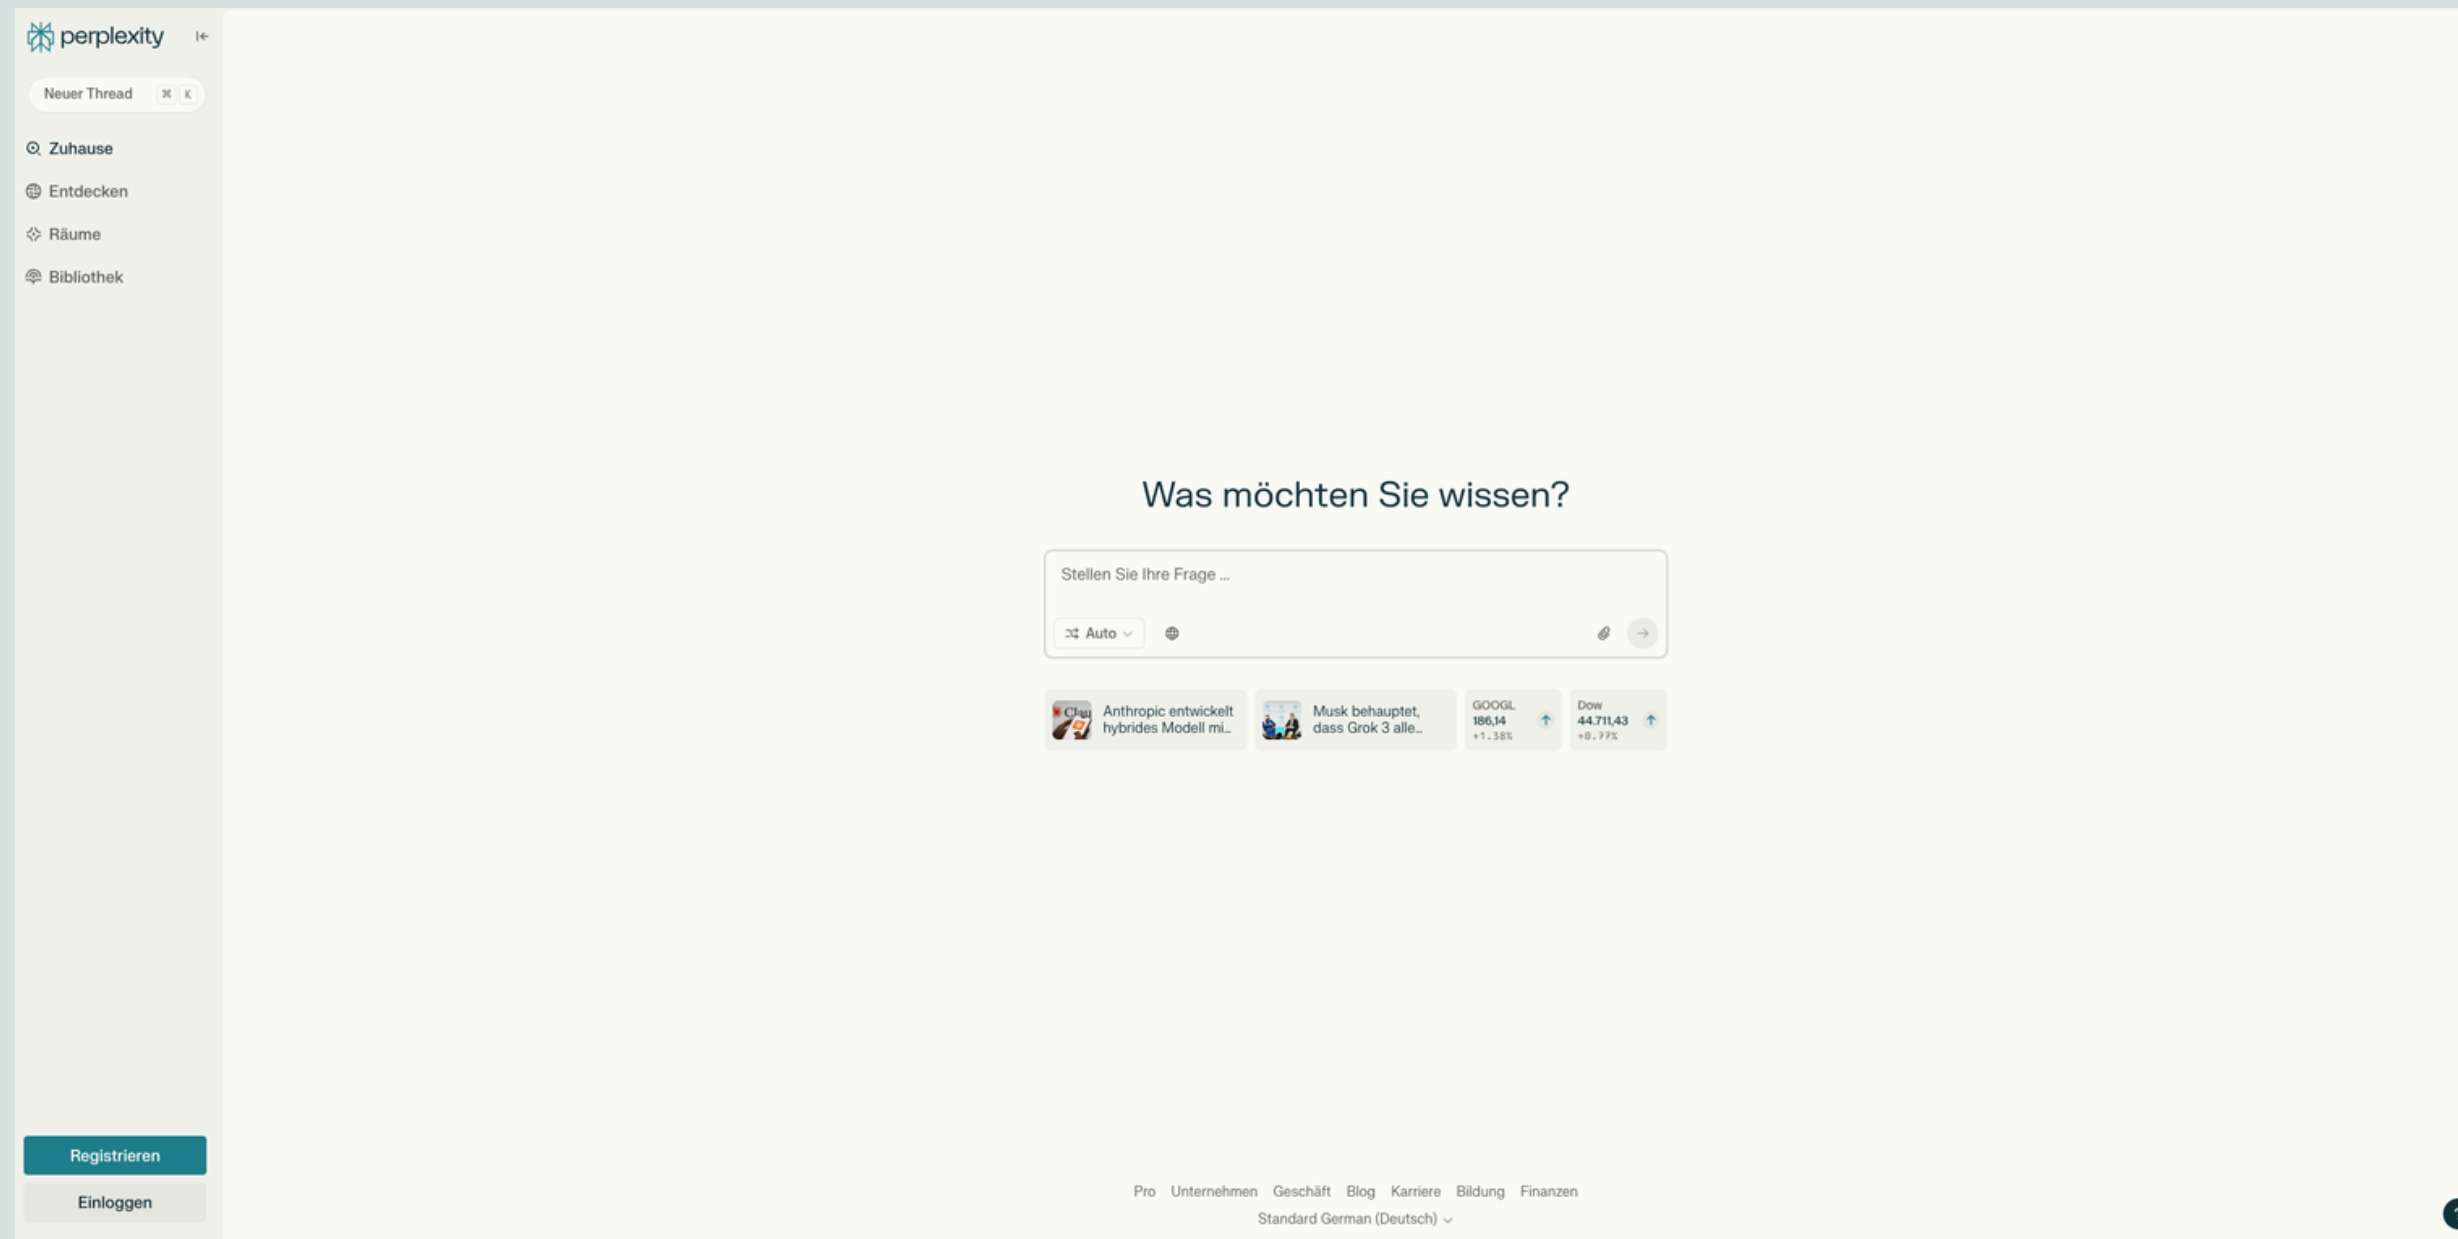 perplexity
Neuer Thread ⌘ K
Zuhause
Entdecken
Räume
Bibliothek
Was möchten Sie wissen?
Stellen Sie Ihre Frage ...
Auto
Anthropic entwickelt
hybrides Modell mi...
Musk behauptet,
dass Grok 3 alle...
GOOGL
186,14
+1.38%
Dow
44.711,43
+0.77%
Registrieren
Einloggen
Pro Unternehmen Geschäft Blog Karriere Bildung Finanzen
Standard German (Deutsch)